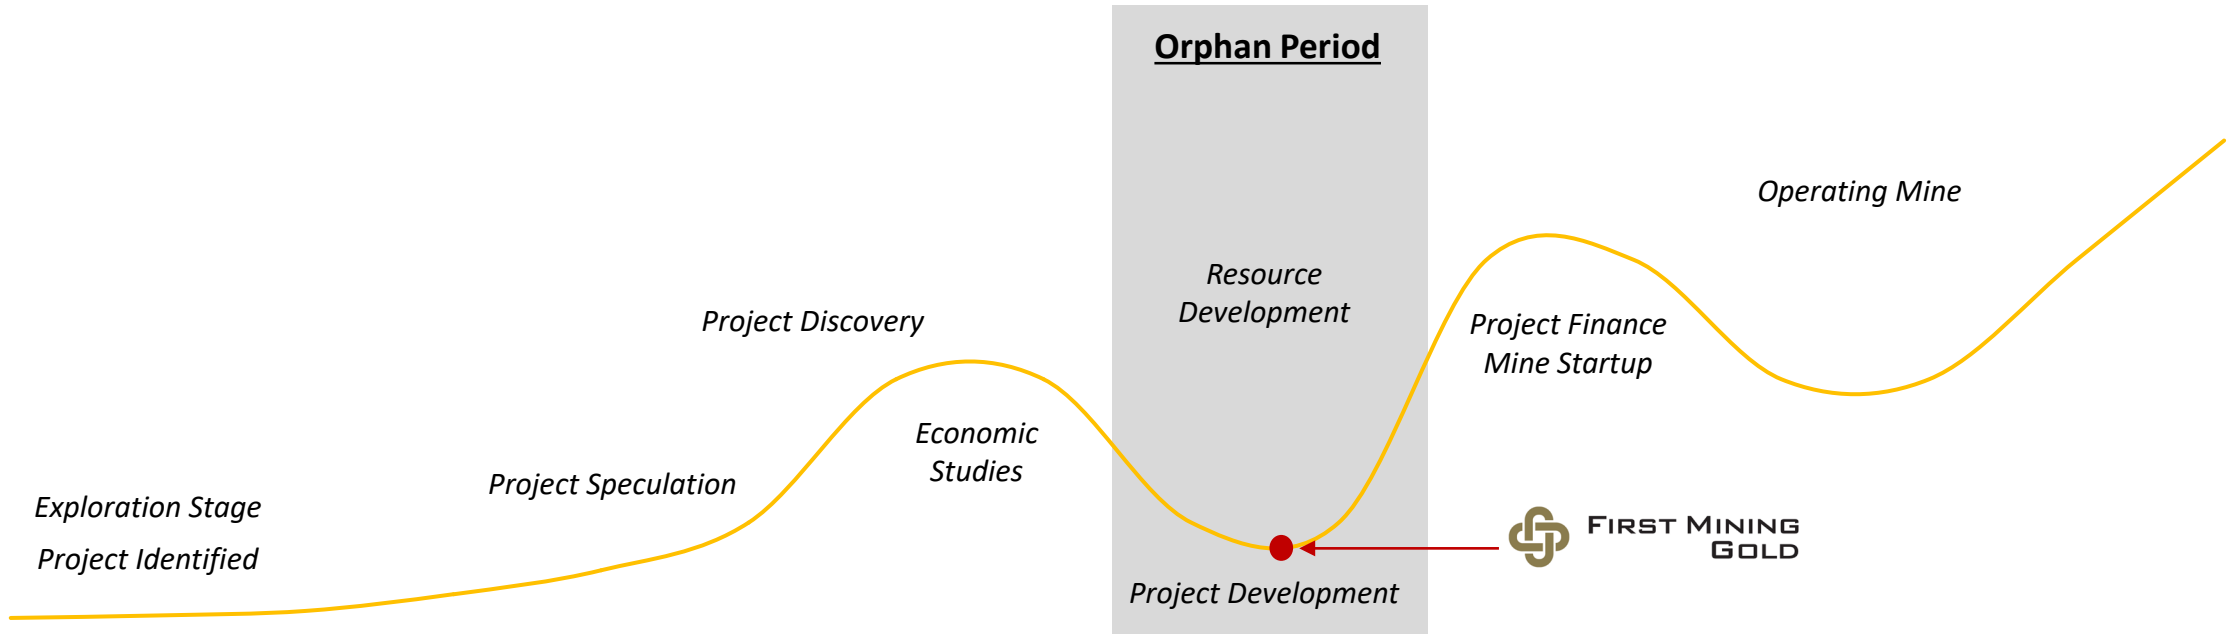 Orphan Period
Operating Mine
Resource
Development
Project Discovery
Project Finance
Mine Startup
Economic
Studies
Project Speculation
Exploration Stage
Project Identified
FIRST MINING
GOLD
Project Development